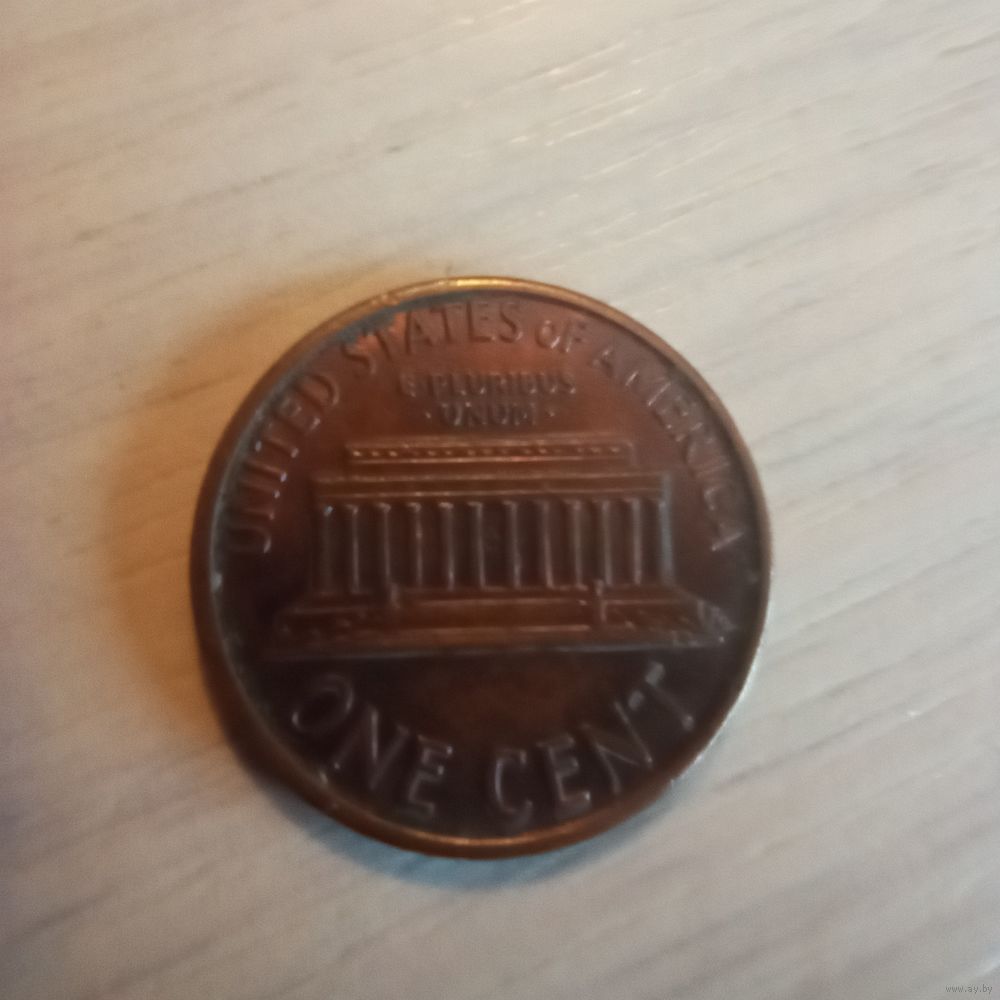 UNITED STATES OF AMERICA
E PLURIBUS
·UNUM·
ONE CENT
www.ay.by